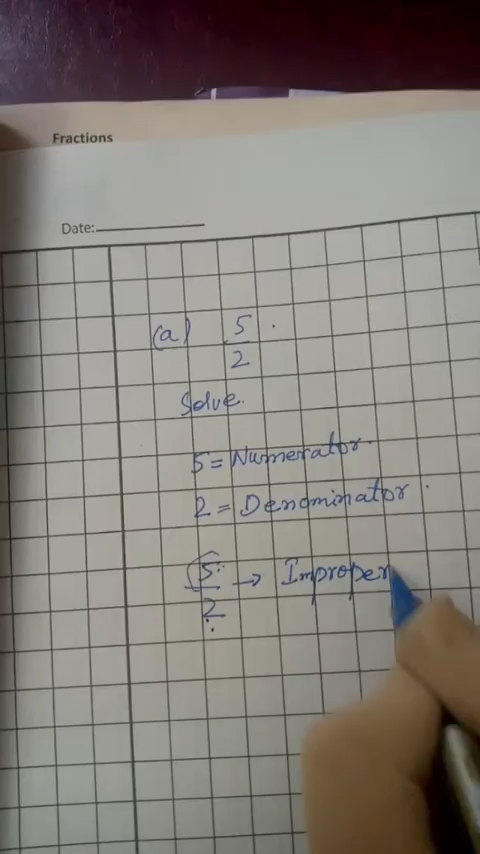 Fractions
Date:
(a) 5/2 .
Solve.
5 = Numerator.
2 = Denominator.
5/2 → Improper